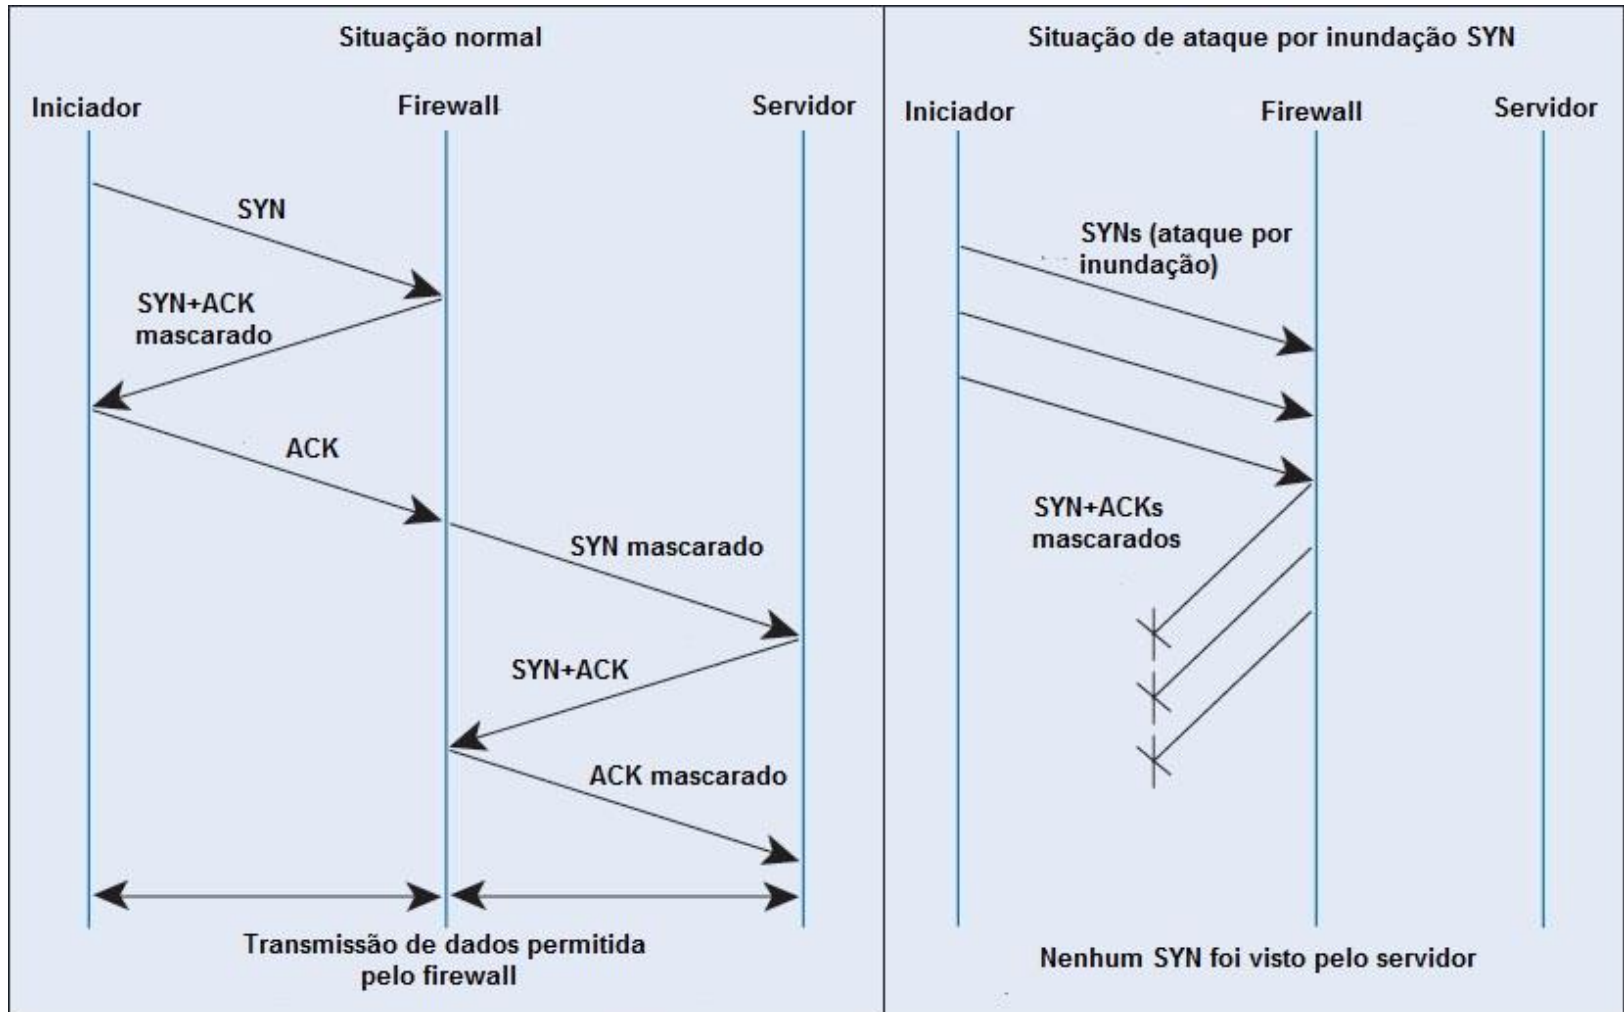 Situação normal
Iniciador
Firewall
Servidor
SYN
SYN+ACK
mascarado
ACK
SYN mascarado
SYN+ACK
ACK mascarado
Transmissão de dados permitida
pelo firewall
Situação de ataque por inundação SYN
Iniciador
Firewall
Servidor
SYNs (ataque por
inundação)
SYN+ACKs
mascarados
Nenhum SYN foi visto pelo servidor